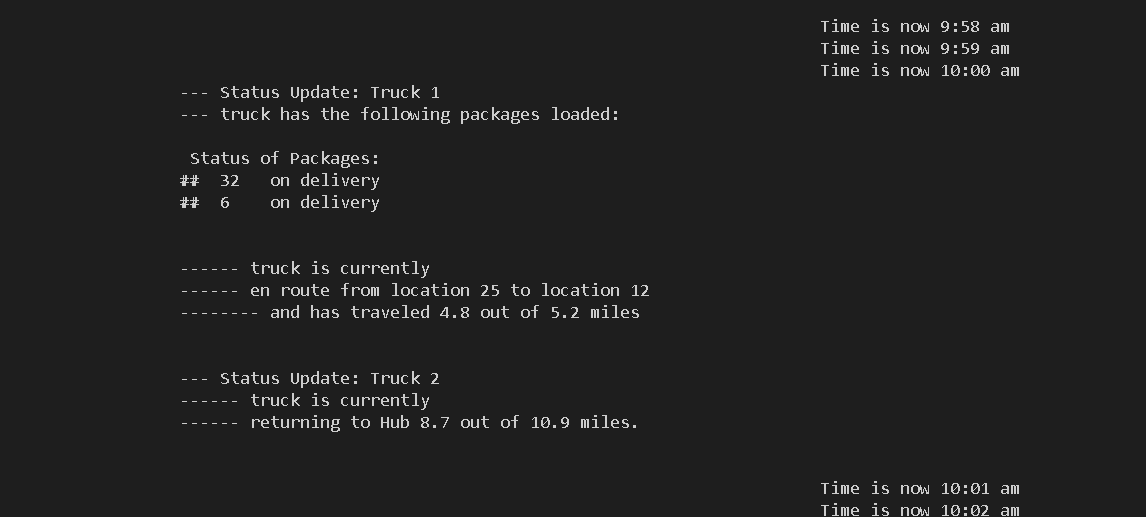 Time is now 9:58 am
Time is now 9:59 am
Time is now 10:00 am
--- Status Update: Truck 1
--- truck has the following packages loaded:
Status of Packages:
## 32 on delivery
## 6 on delivery
------ truck is currently
------ en route from location 25 to location 12
-------- and has traveled 4.8 out of 5.2 miles
--- Status Update: Truck 2
------ truck is currently
------ returning to Hub 8.7 out of 10.9 miles.
Time is now 10:01 am
Time is now 10:02 am